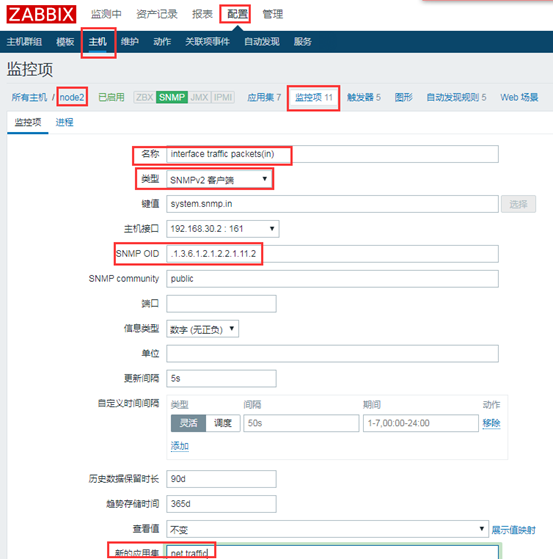 ZABBIX 监测中 资产记录 报表 配置 管理
主机群组 模板 主机 维护 动作 关联项事件 自动发现 服务
监控项
所有主机 / node2 已启用 ZBX SNMP JMX IPMI 应用集 7 监控项 11 触发器 5 图形 自动发现规则 5 Web 场景
监控项 进程
名称 interface traffic packets(in)
类型 SNMPv2 客户端
键值 system.snmp.in 选择
主机接口 192.168.30.2 : 161
SNMP OID .1.3.6.1.2.1.2.2.1.11.2
SNMP community public
端口
信息类型 数字 (无正负)
单位
更新间隔 5s
自定义时间间隔 类型 间隔 期间 动作
灵活 调度 50s 1-7,00:00-24:00 移除
添加
历史数据保留时长 90d
趋势存储时间 365d
查看值 不变 展示值映射
新的应用集 net traffic